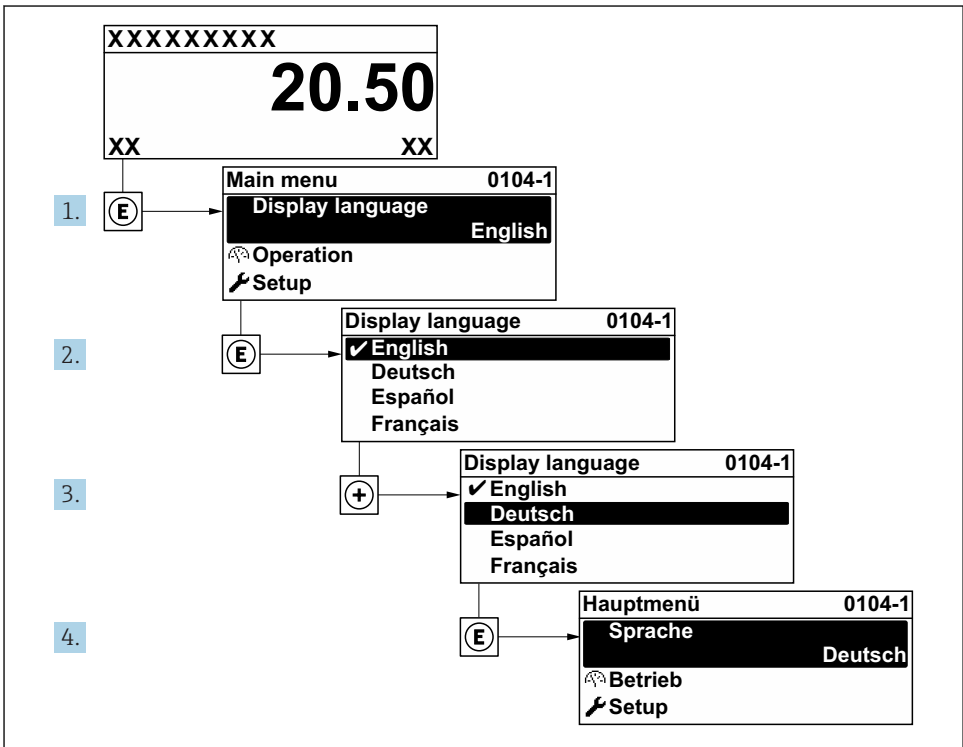 XXXXXXXXX
20.50
XX XX
1. E
Main menu 0104-1
Display language
English
Operation
Setup
2. E
Display language 0104-1
✔ English
Deutsch
Español
Français
3. +
Display language 0104-1
✔ English
Deutsch
Español
Français
4. E
Hauptmenü 0104-1
Sprache
Deutsch
Betrieb
Setup